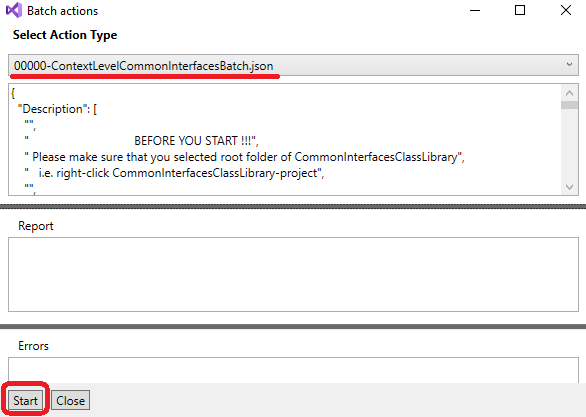 Batch actions
Select Action Type
00000-ContextLevelCommonInterfacesBatch.json
{
"Description": [
"",
" BEFORE YOU START !!!",
" Please make sure that you selected root folder of CommonInterfacesClassLibrary",
" i.e. right-click CommonInterfacesClassLibrary-project",
"",
Report
Errors
Start
Close